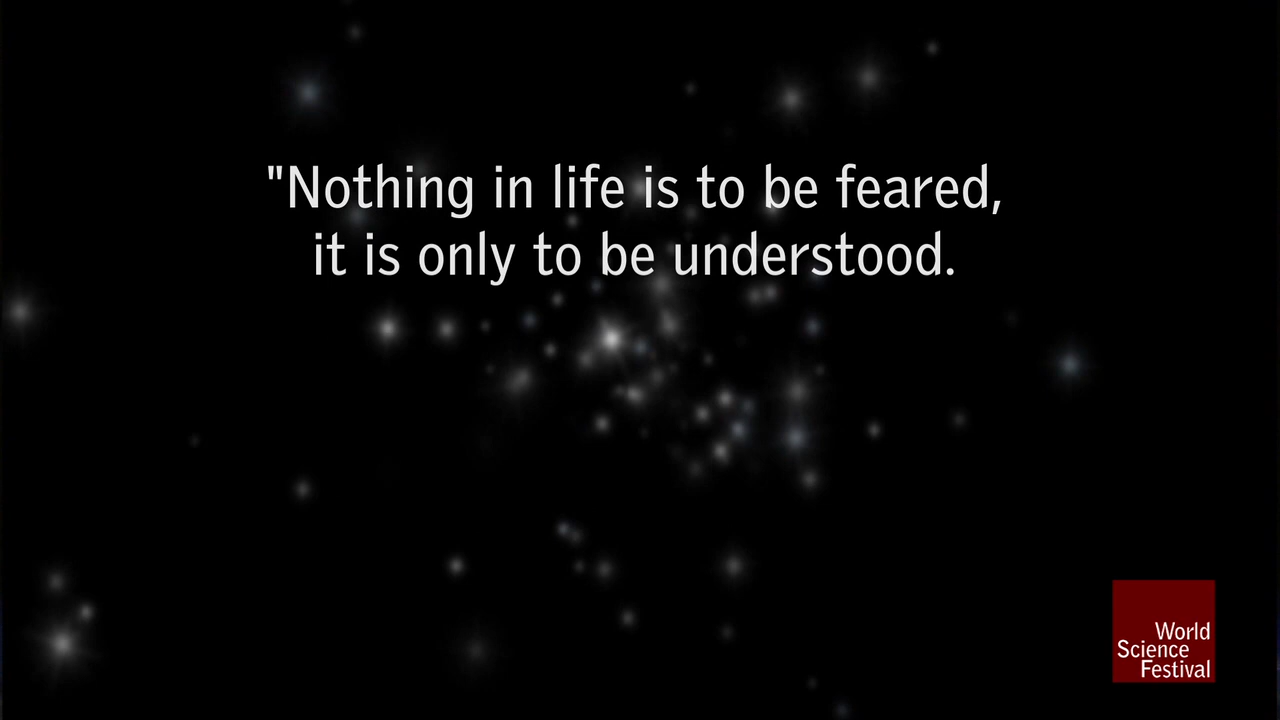 "Nothing in life is to be feared,
it is only to be understood.
World
Science
Festival